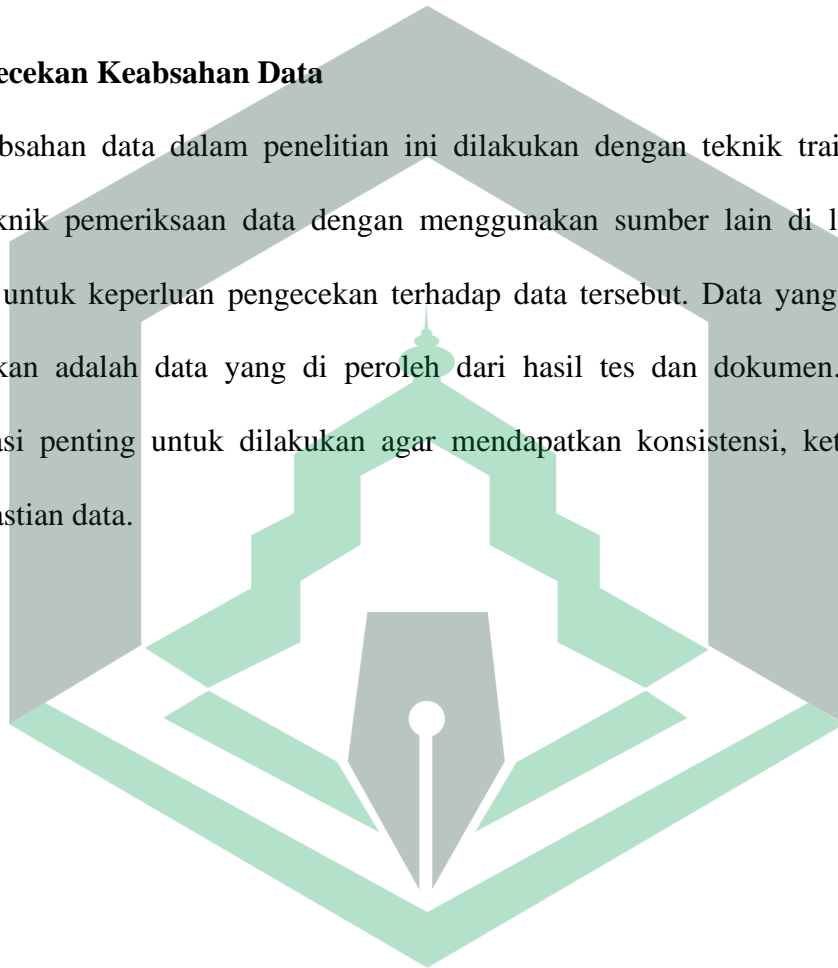 ecekan Keabsahan Data
bsahan data dalam penelitian ini dilakukan dengan teknik trai
knik pemeriksaan data dengan menggunakan sumber lain di l
untuk keperluan pengecekan terhadap data tersebut. Data yang
kan adalah data yang di peroleh dari hasil tes dan dokumen.
asi penting untuk dilakukan agar mendapatkan konsistensi, ket
astian data.